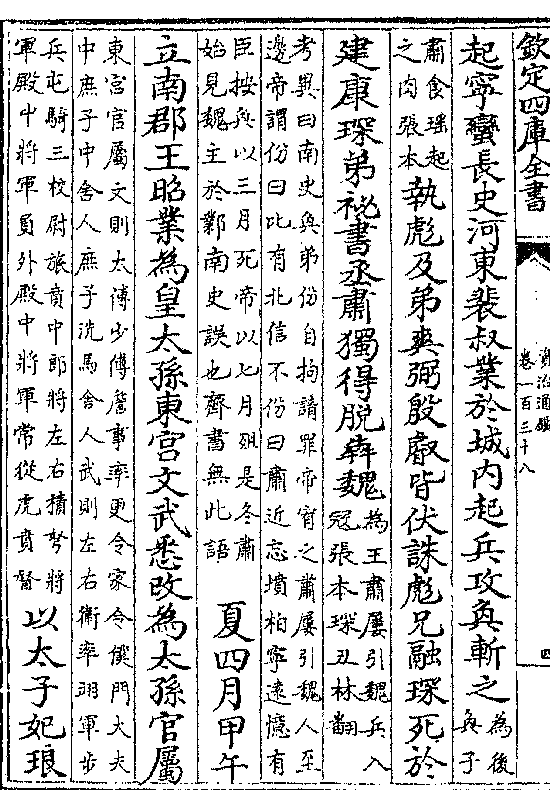 欽定四庫全書
資治通鑑
卷一百三十八
四
起寧蠻長史河東裴叔業於城内起兵攻奐斬之
為後
奐子
肅食瑶起
之肉張本
執彪及弟爽弼殷叡皆伏誅彪兄融琛死於
建康琛弟祕書丞肅獨得脱奔魏
為王肅屢引魏兵入
冦張本琛丑林翻
考異曰南史奐弟份自拘請罪帝宥之肅屢引魏人至
邊帝謂份曰比有北信不份曰肅近忘墳柏寧遠憶有
臣按奐以三月死帝以七月殂是冬肅
始見魏主於鄴南史誤也齊書無此語
夏四月甲午
立南郡王昭業為皇太孫東宫文武悉改為太孫官屬
東宫官屬文則太傅少傅詹事率更令家令僕門大夫
中庶子中舍人庶子洗馬舍人武則左右衛率翊軍步
兵屯騎三校尉旅賁中郎將左右積弩將
軍殿中將軍員外殿中將軍常從虎賁督
以太子妃琅